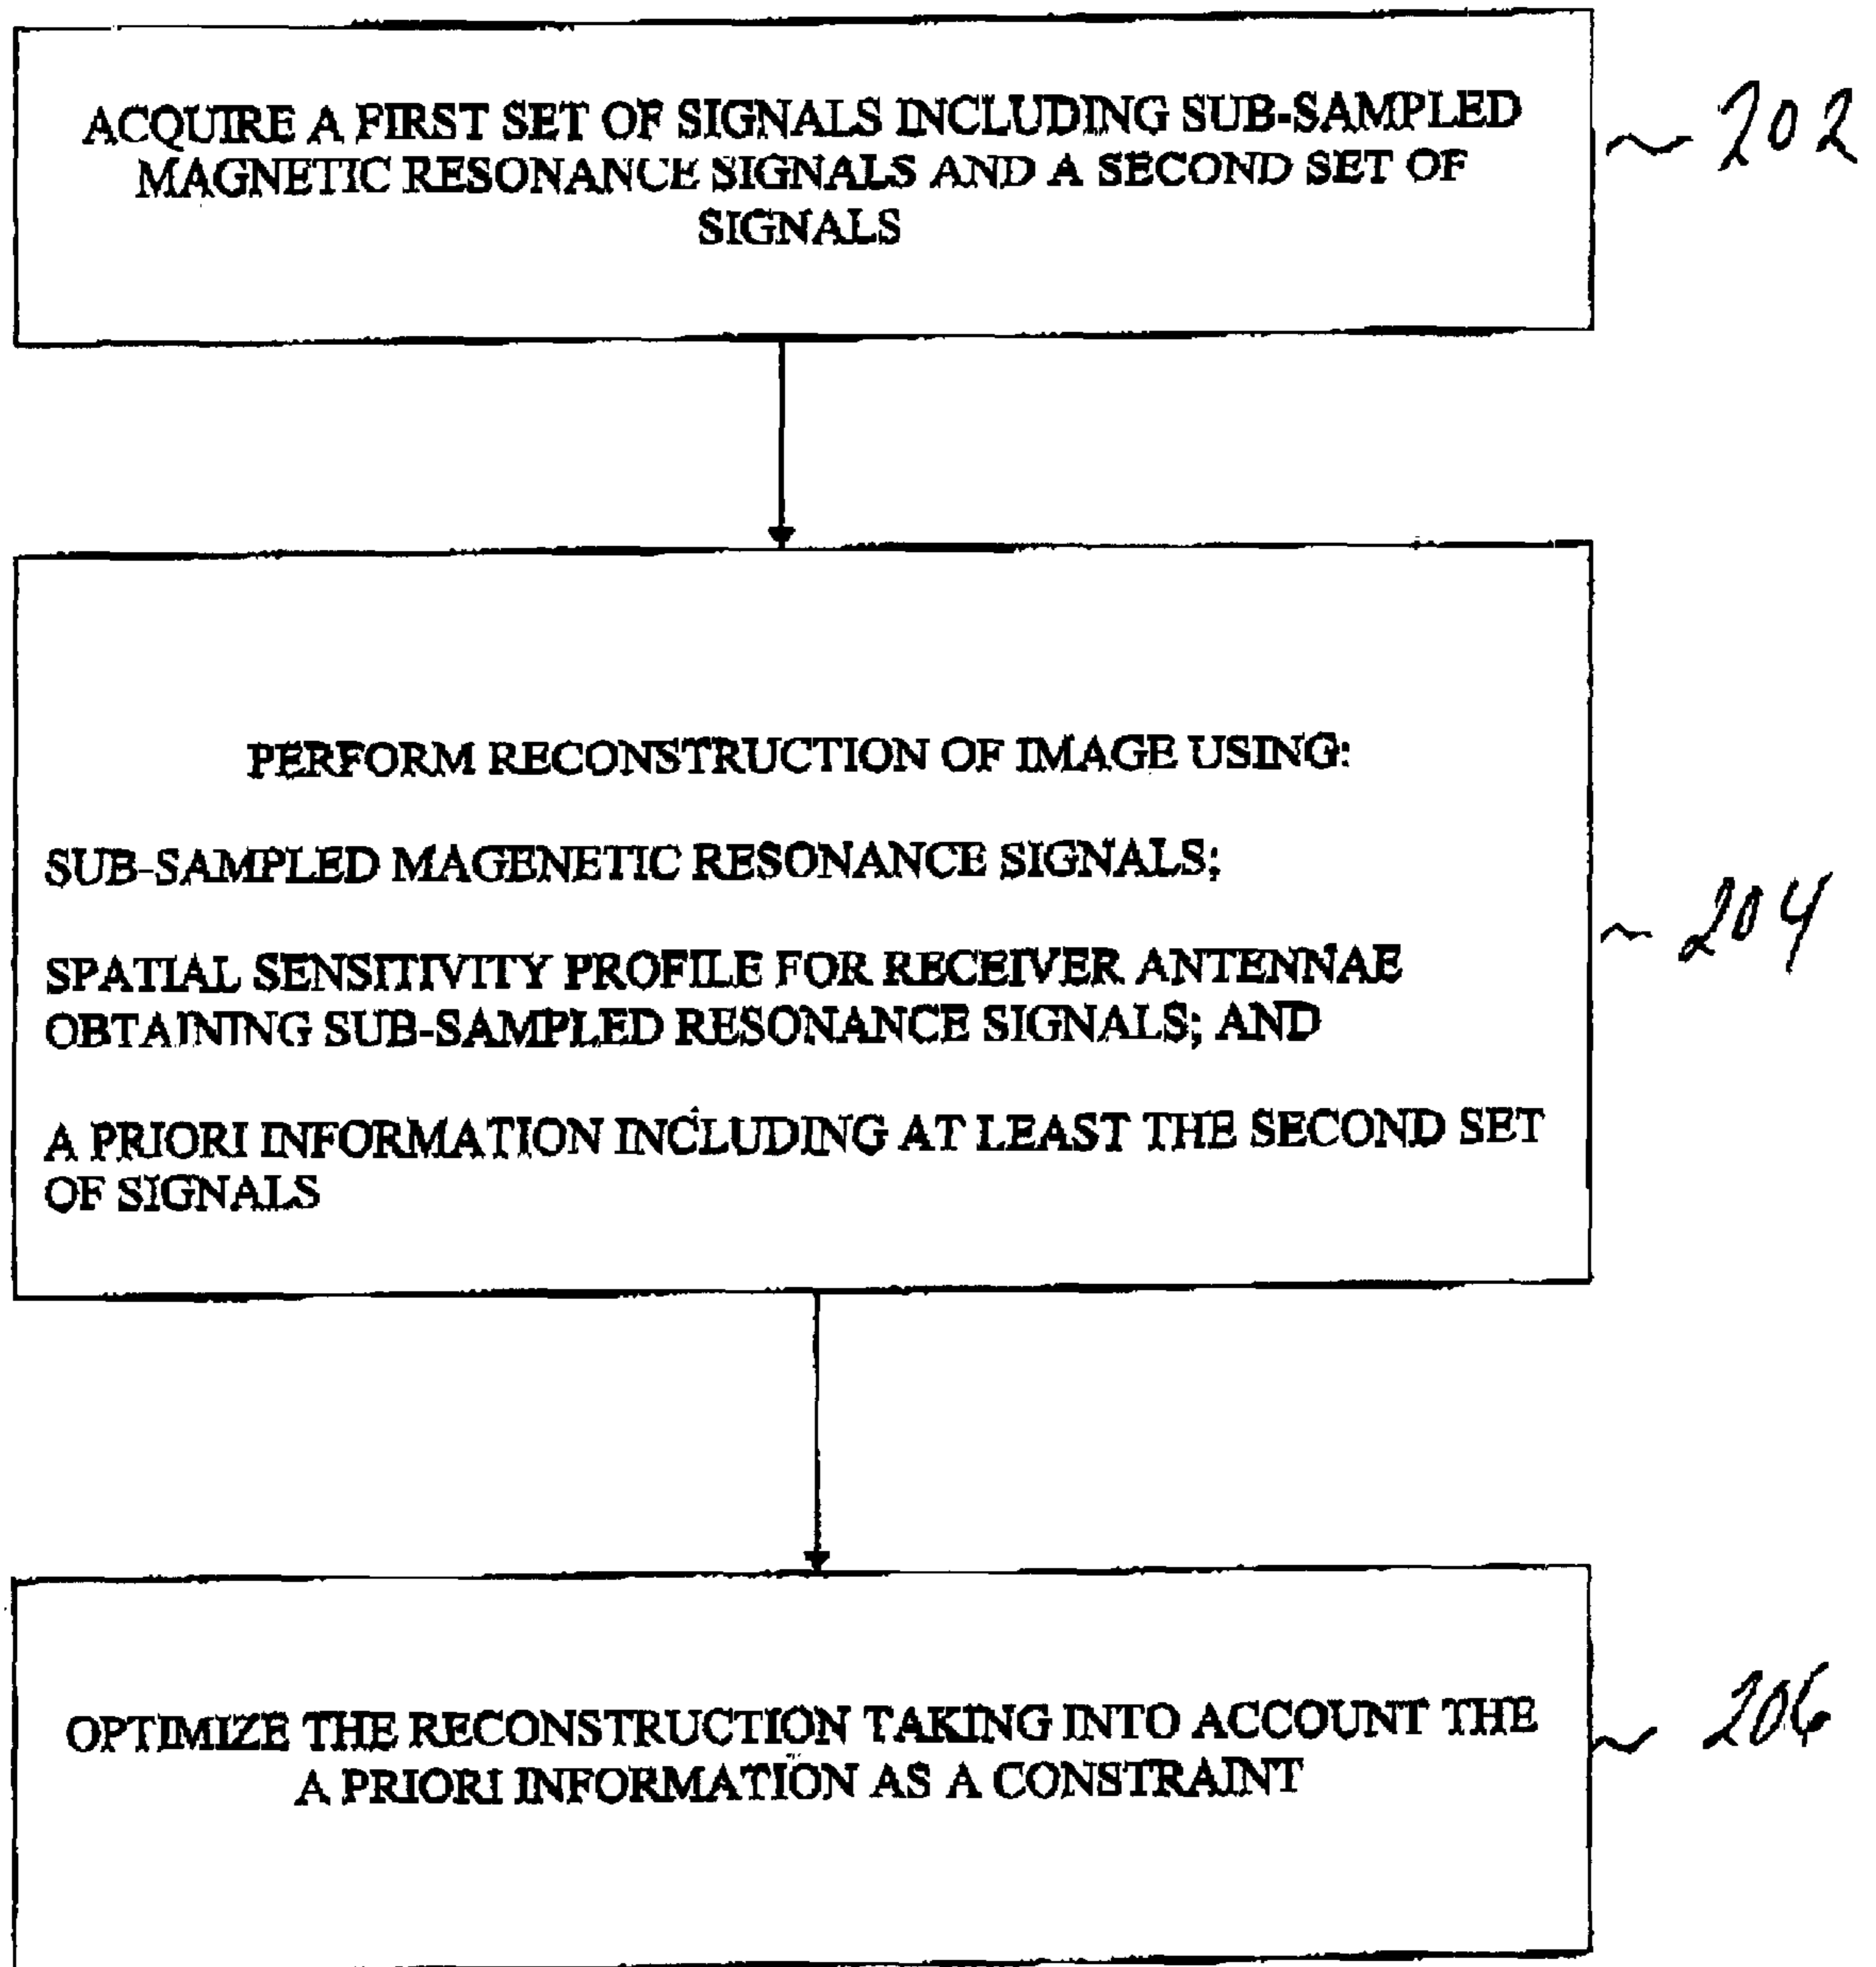 ACQUIRE A FIRST SET OF SIGNALS INCLUDING SUB-SAMPLED
MAGNETIC RESONANCE SIGNALS AND A SECOND SET OF
SIGNALS
~ 202
PERFORM RECONSTRUCTION OF IMAGE USING:
SUB-SAMPLED MAGENETIC RESONANCE SIGNALS;
SPATIAL SENSITIVITY PROFILE FOR RECEIVER ANTENNAE
OBTAINING SUB-SAMPLED RESONANCE SIGNALS; AND
A PRIORI INFORMATION INCLUDING AT LEAST THE SECOND SET
OF SIGNALS
~ 204
OPTIMIZE THE RECONSTRUCTION TAKING INTO ACCOUNT THE
A PRIORI INFORMATION AS A CONSTRAINT
~ 206